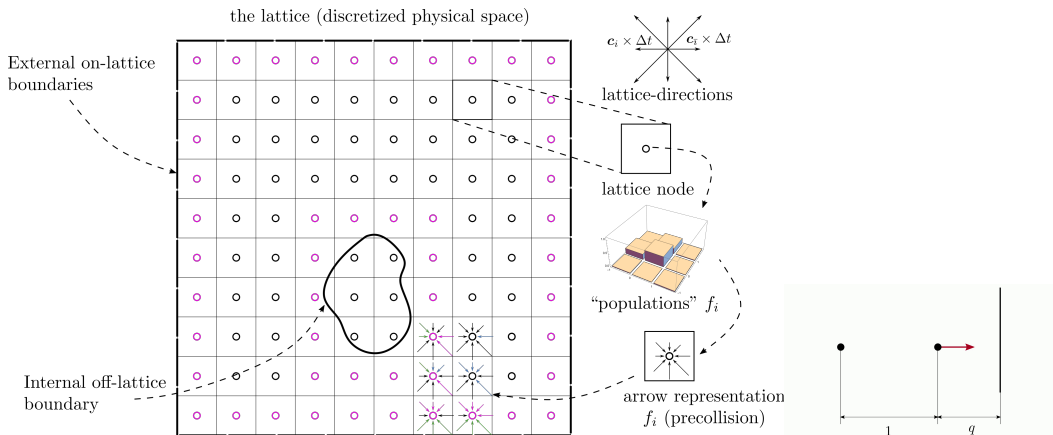 the lattice (discretized physical space)
External on-lattice
boundaries
c_i × Δt
c_ī × Δt
lattice-directions
lattice node
“populations” f_i
Internal off-lattice
boundary
arrow representation
f_i (precollision)
1
q